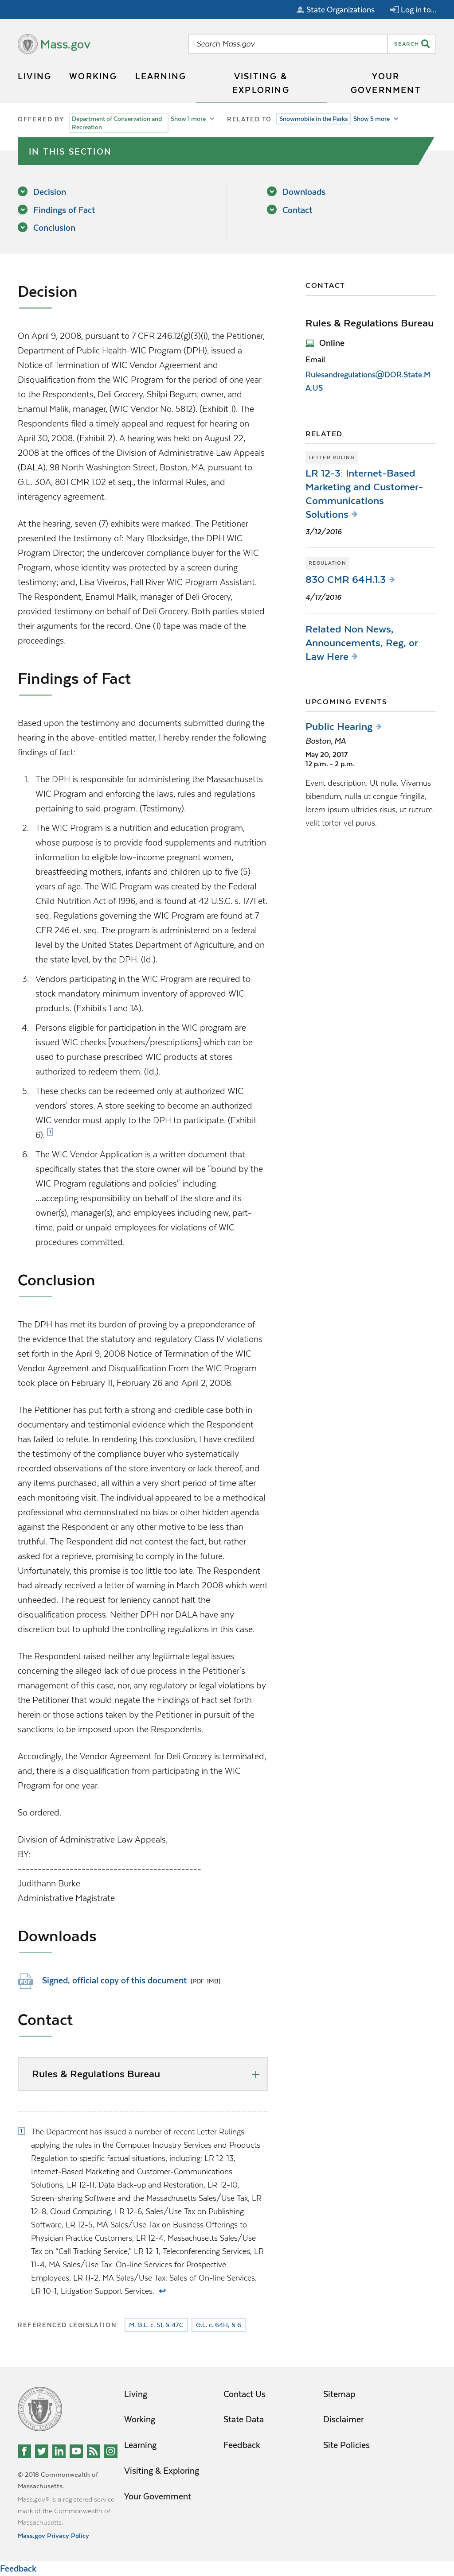 State Organizations
Log in to...
Mass.gov
Search Mass.gov
SEARCH
LIVING
WORKING
LEARNING
VISITING &
EXPLORING
YOUR
GOVERNMENT
OFFERED BY
Department of Conservation and
Recreation
Show 1 more
RELATED TO
Snowmobile in the Parks
Show 5 more
IN THIS SECTION
Decision
Findings of Fact
Conclusion
Downloads
Contact
Decision
On April 9, 2008, pursuant to 7 CFR 246.12(g)(3)(i), the Petitioner,
Department Of Public Health-WIC Program (DPH), issued a
Notice of Termination of WIC Vendor Agreement and
Disqualification from the WIC Program for the period of one year
to the Respondents, Deli Grocery, Shilpi Begum, owner, and
Enamul Malik, manager, (WIC Vendor No. 5812). (Exhibit 1). The
Respondents filed a timely appeal and request for hearing on
April 30, 2008. (Exhibit 2). A hearing was held on August 22,
2008 at the offices of the Division of Administrative Law Appeals
(DALA), 98 North Washington Street, Boston, MA, pursuant to
G.L. 30A, 801 CMR 1.02 et seq., the Informal Rules, and
interagency agreement.
At the hearing, seven (7) exhibits were marked. The Petitioner
presented the testimony of: Mary Blocksidge, the DPH WIC
Program Director; the undercover compliance buyer for the WIC
Program, whose identity was protected by a screen during
testimony; and, Lisa Viveiros, Fall River WIC Program Assistant.
The Respondent, Enamul Malik, manager of Deli Grocery,
provided testimony on behalf of Deli Grocery. Both parties stated
their arguments for the record. One (1) tape was made of the
proceedings.
Findings of Fact
Based upon the testimony and documents submitted during the
hearing in the above-entitled matter, I hereby render the following
findings of fact:
1. The DPH is responsible for administering the Massachusetts
WIC Program and enforcing the laws, rules and regulations
pertaining to said program. (Testimony).
2. The WIC Program is a nutrition and education program,
whose purpose is to provide food supplements and nutrition
information to eligible low-income pregnant women,
breastfeeding mothers, infants and children up to five (5)
years of age. The WIC Program was created by the Federal
Child Nutrition Act of 1996, and is found at 42 U.S.C. s. 1771 et.
seq. Regulations governing the WIC Program are found at 7
CFR 246 et. seq. The program is administered on a federal
level by the United States Department of Agriculture, and on
the state level, by the DPH. (Id.).
3. Vendors participating in the WIC Program are required to
stock mandatory minimum inventory of approved WIC
products. (Exhibits 1 and 1A).
4. Persons eligible for participation in the WIC program are
issued WIC checks [vouchers/prescriptions] which can be
used to purchase prescribed WIC products at stores
authorized to redeem them. (Id.).
5. These checks can be redeemed only at authorized WIC
vendors' stores. A store seeking to become an authorized
WIC vendor must apply to the DPH to participate. (Exhibit
6). 1
6. The WIC Vendor Application is a written document that
specifically states that the store owner will be "bound by the
WIC Program regulations and policies" including:
...accepting responsibility on behalf of the store and its
owner(s), manager(s), and employees including new, part-
time, paid or unpaid employees for violations of WIC
procedures committed.
Conclusion
The DPH has met its burden of proving by a preponderance of
the evidence that the statutory and regulatory Class IV violations
set forth in the April 9, 2008 Notice of Termination of the WIC
Vendor Agreement and Disqualification From the WIC Program
took place on February 11, February 26 and April 2, 2008.
The Petitioner has put forth a strong and credible case both in
documentary and testimonial evidence which the Respondent
has failed to refute. In rendering this conclusion, I have credited
the testimony of the compliance buyer who systematically
recorded observations of the store inventory or lack thereof, and
any items purchased, all within a very short period of time after
each monitoring visit. The individual appeared to be a methodical
professional who demonstrated no bias or other hidden agenda
against the Respondent or any other motive to be less than
truthful. The Respondent did not contest the facts, but rather
asked for a reprieve, promising to comply in the future.
Unfortunately, this promise is too little too late. The Respondent
had already received a letter of warning in March 2008 which went
unheeded. The request for leniency cannot halt the
disqualification process. Neither DPH nor DALA have any
discretion but to uphold the regulations in this case.
The Respondent raised neither any legitimate legal issues
concerning the alleged lack of due process in the Petitioner's
management of this case, nor, any regulatory or legal violations by
the Petitioner that would negate the Findings of Fact set forth
herein or those actions taken by the Petitioner in pursuit of the
sanctions to be imposed upon the Respondents.
Accordingly, the Vendor Agreement for Deli Grocery is terminated,
and, there is a disqualification from participating in the WIC
Program for one year.
So ordered.
Division of Administrative Law Appeals,
BY:
----------------------------------------------
Judithann Burke
Administrative Magistrate
Downloads
Signed, official copy of this document (PDF 1MB)
Contact
Rules & Regulations Bureau
1 The Department has issued a number of recent Letter Rulings
applying the rules in the Computer Industry Services and Products
Regulation to specific factual situations, including: LR 12-13,
Internet-Based Marketing and Customer-Communications
Solutions, LR 12-11, Data Back-up and Restoration, LR 12-10,
Screen-sharing Software and the Massachusetts Sales/Use Tax, LR
12-8, Cloud Computing, LR 12-6, Sales/Use Tax on Publishing
Software, LR 12-5, MA Sales/Use Tax on Business Offerings to
Physician Practice Customers, LR 12-4, Massachusetts Sales/Use
Tax on "Call Tracking Service," LR 12-1, Teleconferencing Services, LR
11-4, MA Sales/Use Tax: On-line Services for Prospective
Employees, LR 11-2, MA Sales/Use Tax: Sales of On-line Services,
LR 10-1, Litigation Support Services.
REFERENCED LEGISLATION:
M. G.L. c. 51, § 47C
G.L. c. 64H, § 6
CONTACT
Rules & Regulations Bureau
Online
Email:
Rulesandregulations@DOR.State.M
A.US
RELATED
LETTER RULING
LR 12-3: Internet-Based
Marketing and Customer-
Communications
Solutions
3/12/2016
REGULATION
830 CMR 64H.1.3
4/17/2016
Related Non News,
Announcements, Reg, or
Law Here
UPCOMING EVENTS
Public Hearing
Boston, MA
May 20, 2017
12 p.m. - 2 p.m.
Event description. Ut nulla. Vivamus
bibendum, nulla ut congue fringilla,
lorem ipsum ultricies risus, ut rutrum
velit tortor vel purus.
© 2018 Commonwealth of
Massachusetts.
Mass.gov® is a registered service
mark of the Commonwealth of
Massachusetts.
Mass.gov Privacy Policy
Living
Working
Learning
Visiting & Exploring
Your Government
Contact Us
State Data
Feedback
Sitemap
Disclaimer
Site Policies
Feedback